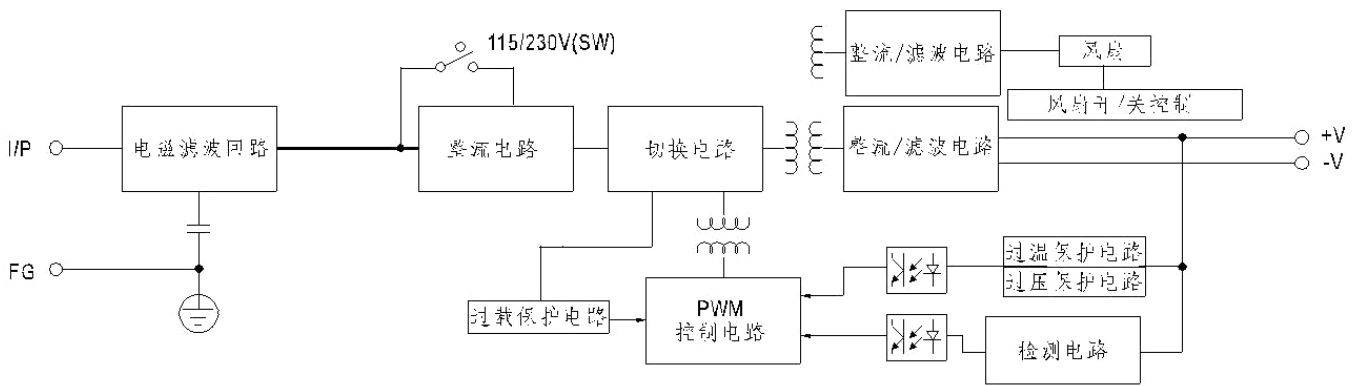 115/230V(SW)
整流/滤波电路
风扇
风扇开/关控制
I/P
电磁滤波回路
整流电路
切换电路
整流/滤波电路
+V
-V
FG
过温保护电路
过压保护电路
过载保护电路
PWM
控制电路
检测电路